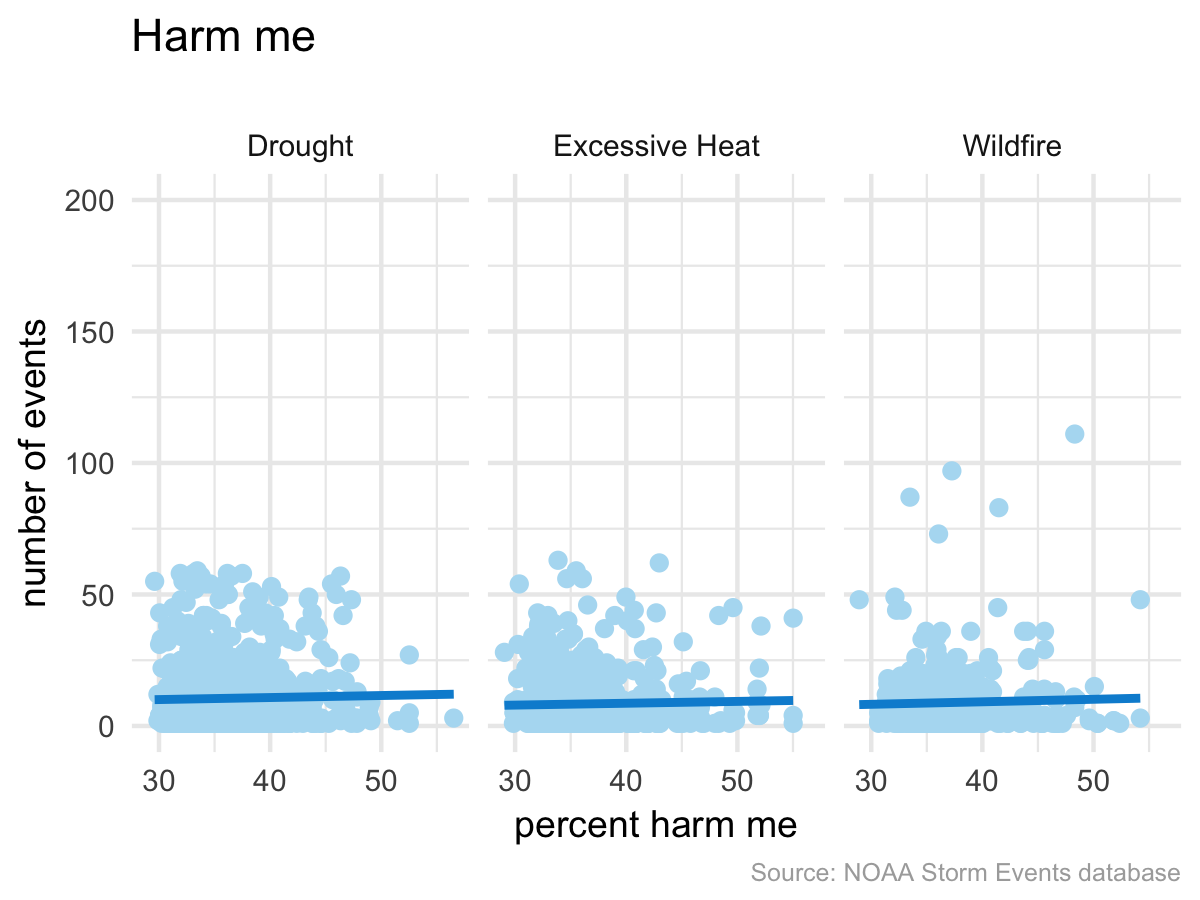 Harm me
Drought Excessive Heat Wildfire
200
150
100
50
0
number of events
30 40 50 30 40 50 30 40 50
percent harm me
Source: NOAA Storm Events database